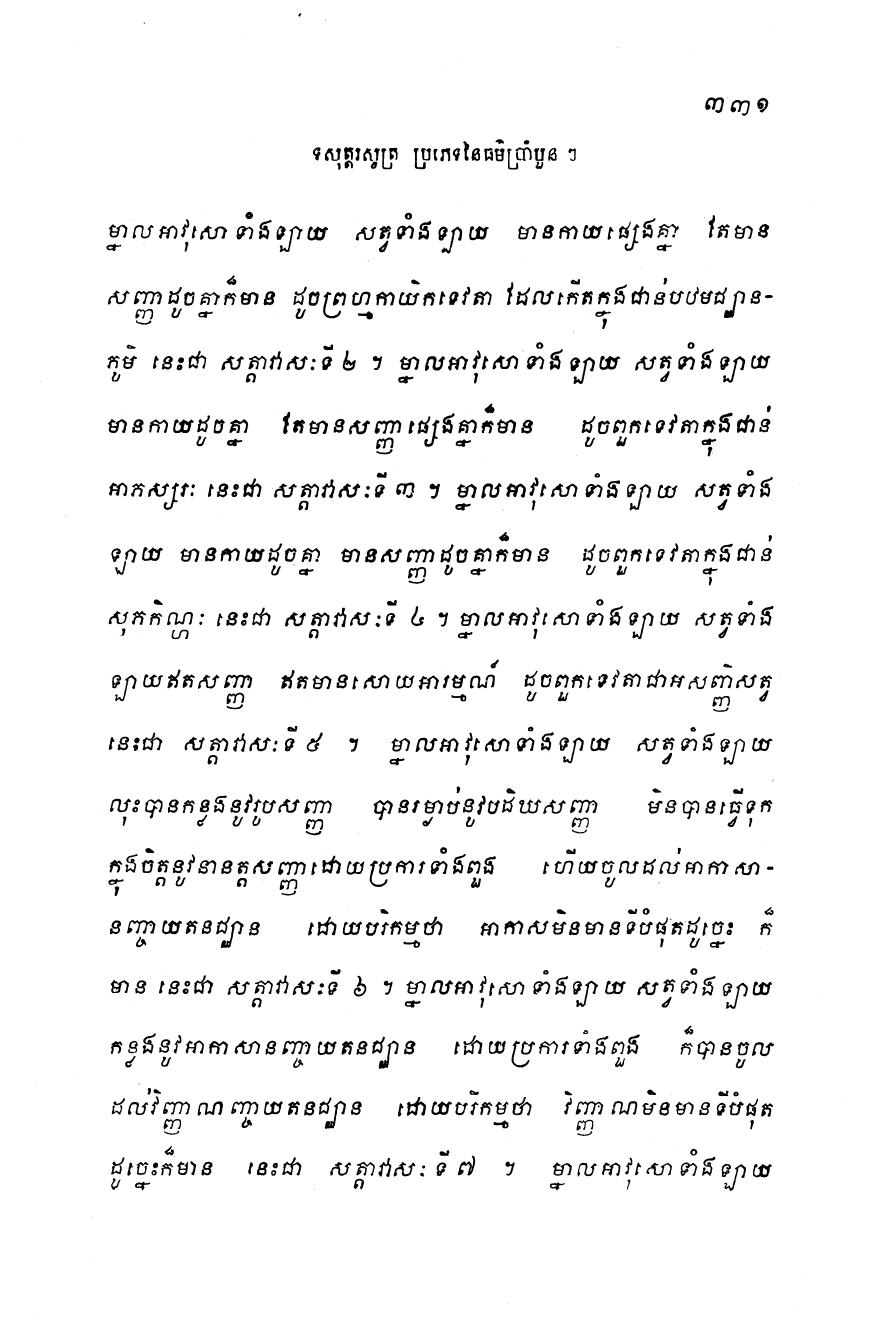 ៣៣១
ទសុត្តរសូត្រ ប្រភេទនៃធម៌ប្រាំបួន ៗ
ម្នាលអាវុសោទាំងឡាយ សត្វទាំងឡាយ មានកាយផ្សេងគ្នា តែមាន
សញ្ញាដូចគ្នាក៏មាន ដូចព្រហ្មកាយិកទេវតា ដែលកើតក្នុងជាន់បឋមជ្ឈាន-
ភូមិ នេះជា សត្តាវាសៈទី ២ ។ ម្នាលអាវុសោទាំងឡាយ សត្វទាំងឡាយ
មានកាយដូចគ្នា តែមានសញ្ញាផ្សេងគ្នាក៏មាន ដូចពួកទេវតាក្នុងជាន់
អាភស្សរៈ នេះជា សត្តាវាសៈទី ៣ ។ ម្នាលអាវុសោទាំងឡាយ សត្វទាំង
ឡាយ មានកាយដូចគ្នា មានសញ្ញាដូចគ្នាក៏មាន ដូចពួកទេវតាក្នុងជាន់
សុភកិណ្ហៈ នេះជា សត្តាវាសៈទី ៤ ។ ម្នាលអាវុសោទាំងឡាយ សត្វទាំង
ឡាយឥតសញ្ញា ឥតមានសោយអារម្មណ៍ ដូចពួកទេវតាជាអសញ្ញិសត្វ
នេះជា សត្តាវាសៈទី ៥ ។ ម្នាលអាវុសោទាំងឡាយ សត្វទាំងឡាយ
លុះបានកន្លងនូវរូបសញ្ញា បានរម្លាប់នូវបដិឃសញ្ញា មិនបានធ្វើទុក
ក្នុងចិត្តនូវនានត្តសញ្ញាដោយប្រការទាំងពួង ហើយចូលដល់អាកាសា-
នញ្ចាយតនជ្ឈាន ដោយបរិកម្មថា អាកាសមិនមានទីបំផុតដូច្នេះ ក៏
មាន នេះជា សត្តាវាសៈទី ៦ ។ ម្នាលអាវុសោទាំងឡាយ សត្វទាំងឡាយ
កន្លងនូវអាកាសានញ្ចាយតនជ្ឈាន ដោយប្រការទាំងពួង ក៏បានចូល
ដល់វិញ្ញាណញ្ចាយតនជ្ឈាន ដោយបរិកម្មថា វិញ្ញាណមិនមានទីបំផុត
ដូច្នេះក៏មាន នេះជា សត្តាវាសៈទី ៧ ។ ម្នាលអាវុសោទាំងឡាយ